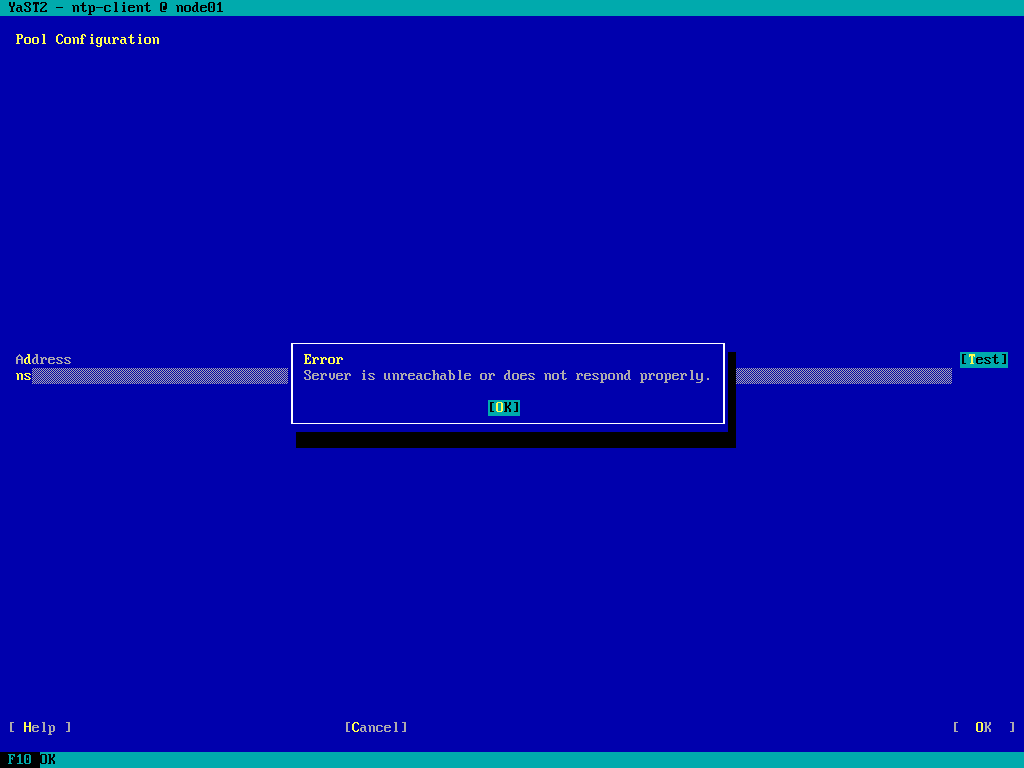 YaST2 - ntp-client @ node01
Pool Configuration
Address
[Test]
ns
Error
Server is unreachable or does not respond properly.
[OK]
[ Help ] [Cancel] [ OK ]
F10 OK